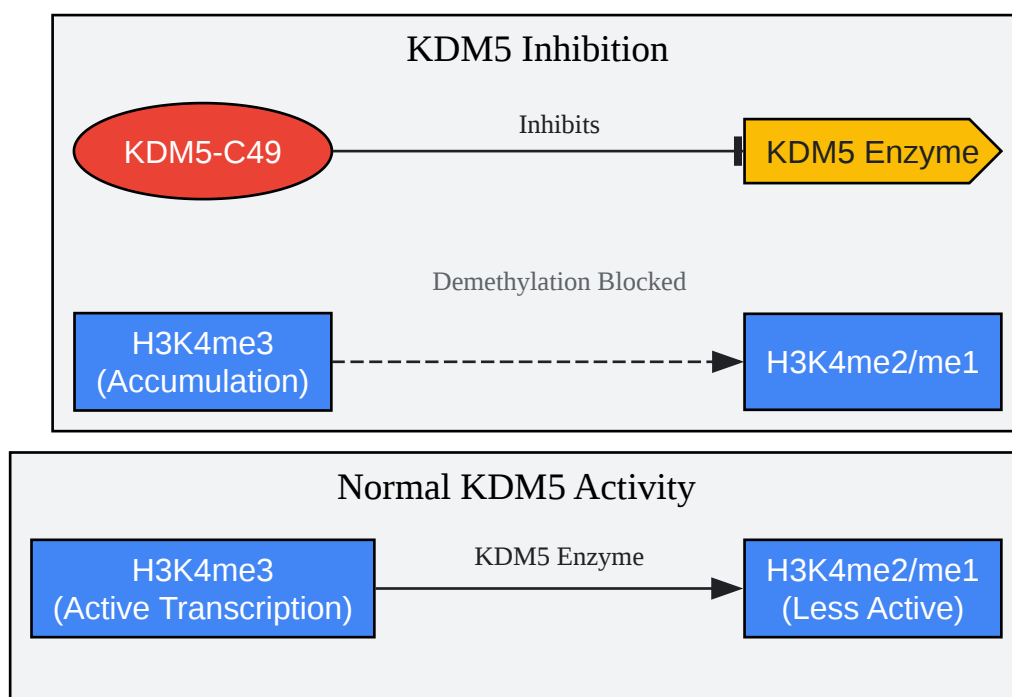 KDM5 Inhibition
Inhibits
KDM5-C49
KDM5 Enzyme
Demethylation Blocked
H3K4me3
(Accumulation)
H3K4me2/me1
Normal KDM5 Activity
KDM5 Enzyme
H3K4me3
(Active Transcription)
H3K4me2/me1
(Less Active)